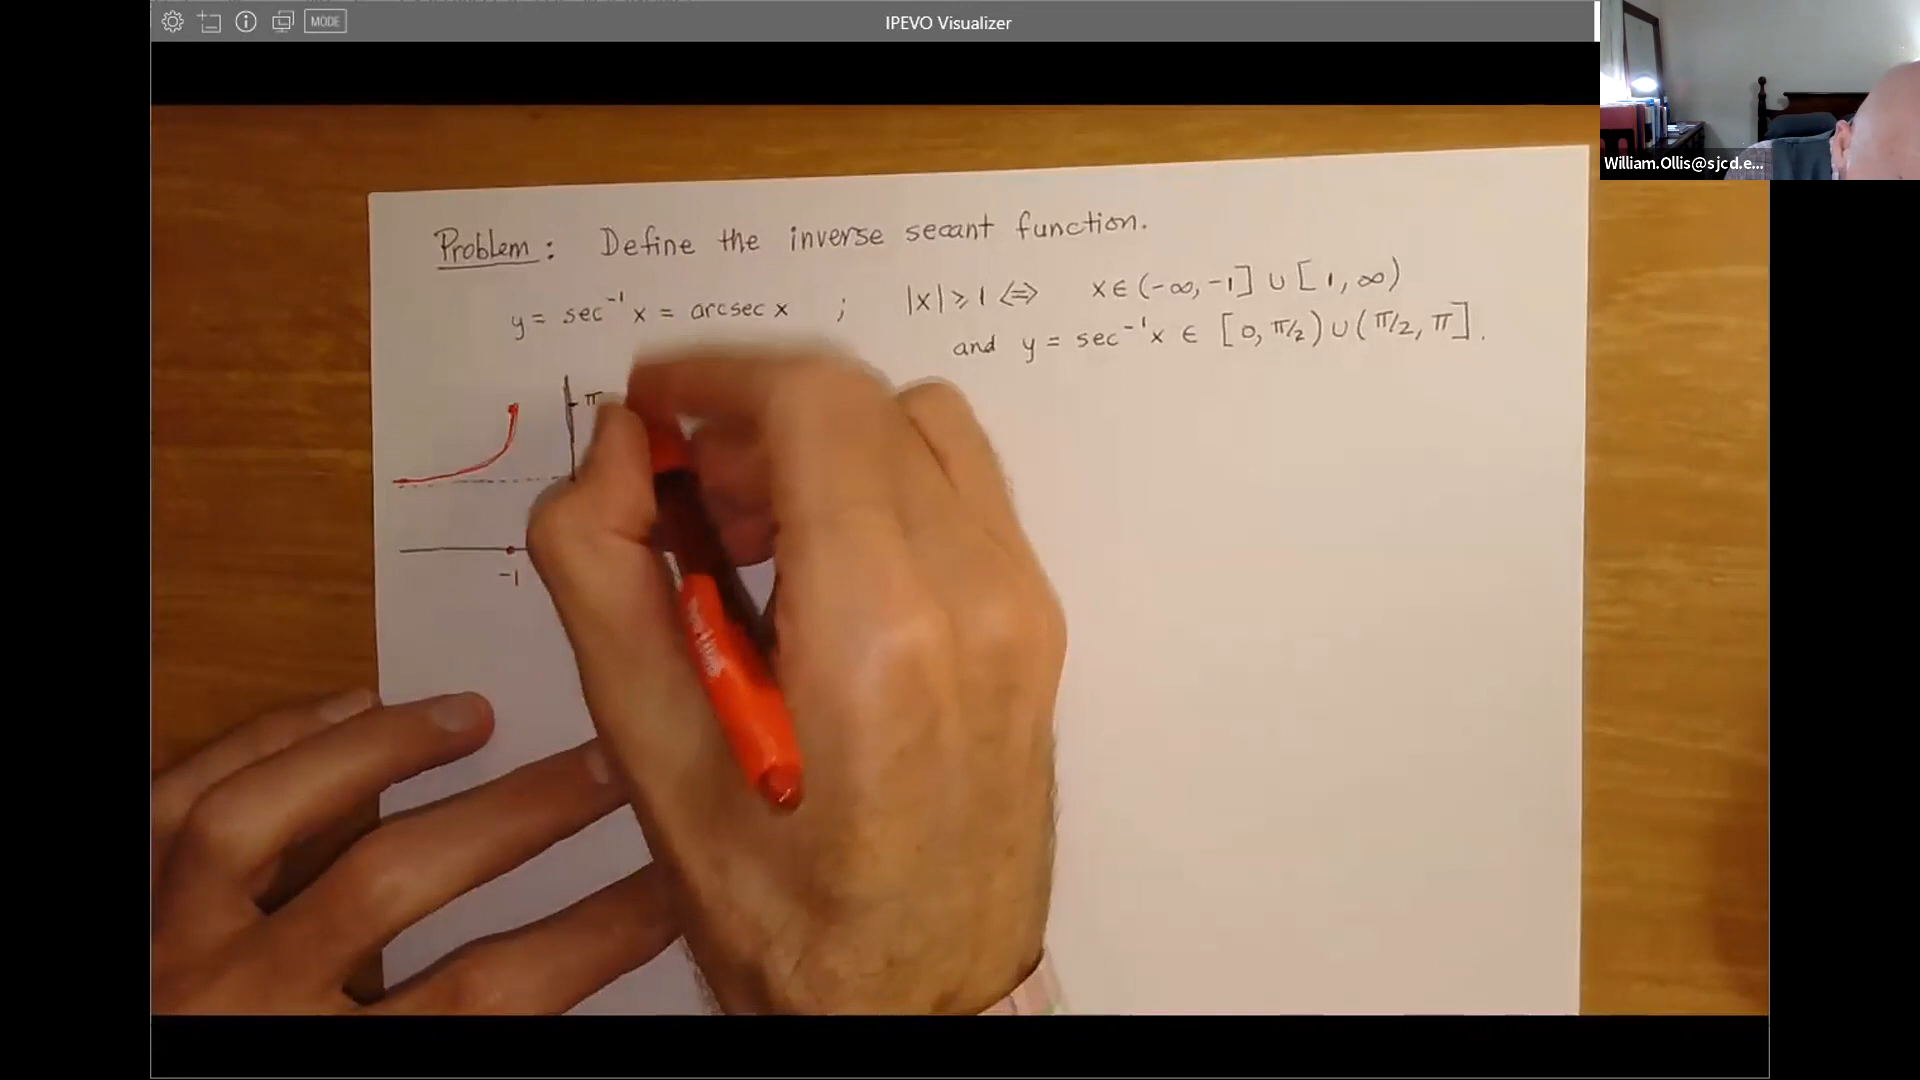 MODE
IPEVO Visualizer
William.Ollis@sjcd.e...
Problem: Define the inverse secant function.
y = sec⁻¹ x = arcsec x ; |x| ⩾ 1 ⇔ x ∈ (-∞, -1] ∪ [1, ∞)
and y = sec⁻¹x ∈ [0, π/2) ∪ (π/2, π].
π
-1